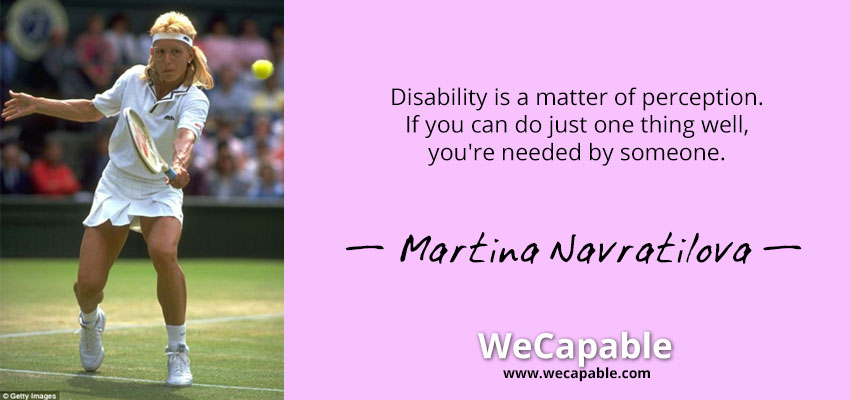 Disability is a matter of perception.
If you can do just one thing well,
you're needed by someone.
— Martina Navratilova —
WeCapable
www.wecapable.com
© Getty Images